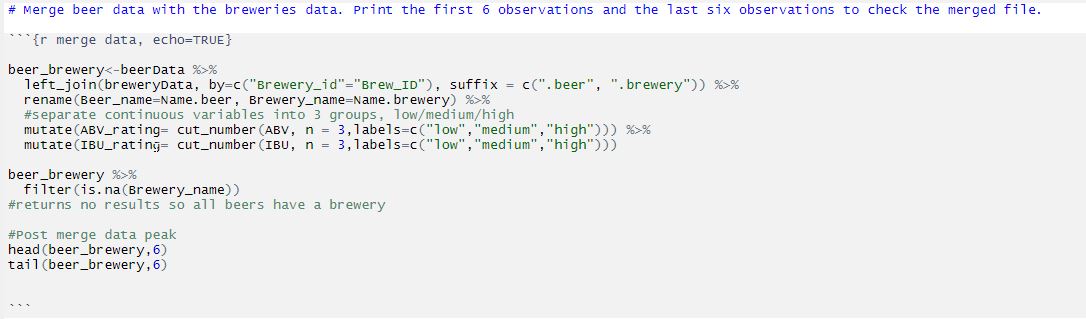 # Merge beer data with the breweries data. Print the first 6 observations and the last six observations to check the merged file.
```{r merge data, echo=TRUE}
beer_brewery<-beerData %>%
left_join(breweryData, by=c("Brewery_id"="Brew_ID"), suffix = c(".beer", ".brewery")) %>%
rename(Beer_name=Name.beer, Brewery_name=Name.brewery) %>%
#separate continuous variables into 3 groups, low/medium/high
mutate(ABV_rating= cut_number(ABV, n = 3,labels=c("low","medium","high"))) %>%
mutate(IBU_rating= cut_number(IBU, n = 3,labels=c("low","medium","high")))
beer_brewery %>%
filter(is.na(Brewery_name))
#returns no results so all beers have a brewery
#Post merge data peak
head(beer_brewery,6)
tail(beer_brewery,6)
```